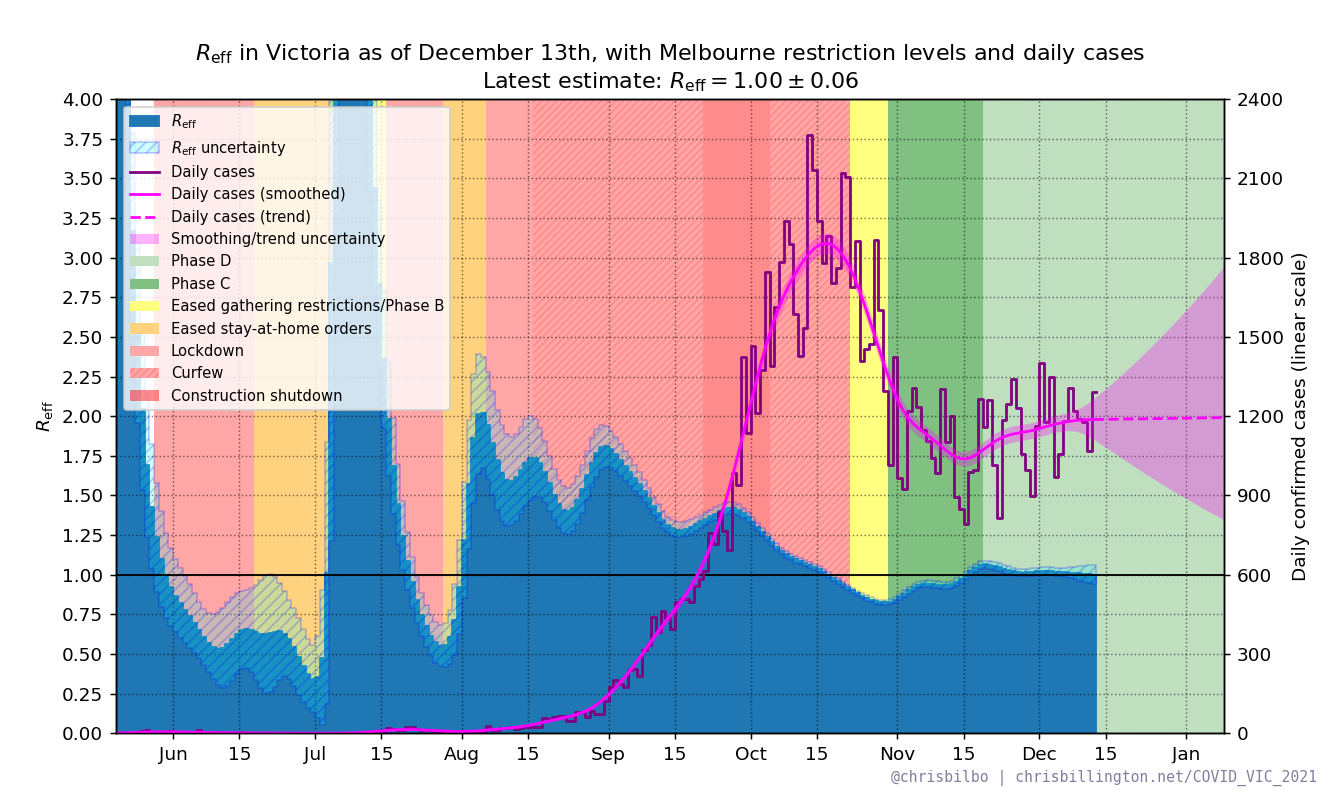 Reff in Victoria as of December 13th, with Melbourne restriction levels and daily cases
Latest estimate: Reff = 1.00 ± 0.06
4.00
3.75
3.50
3.25
3.00
2.75
2.50
2.25
2.00
1.75
1.50
1.25
1.00
0.75
0.50
0.25
0.00
Reff
Reff
Reff uncertainty
Daily cases
Daily cases (smoothed)
Daily cases (trend)
Smoothing/trend uncertainty
Phase D
Phase C
Eased gathering restrictions/Phase B
Eased stay-at-home orders
Lockdown
Curfew
Construction shutdown
2400
2100
1800
1500
1200
900
600
300
0
Daily confirmed cases (linear scale)
Jun 15 Jul 15 Aug 15 Sep 15 Oct 15 Nov 15 Dec 15 Jan
@chrisbilbo | chrisbillington.net/COVID_VIC_2021